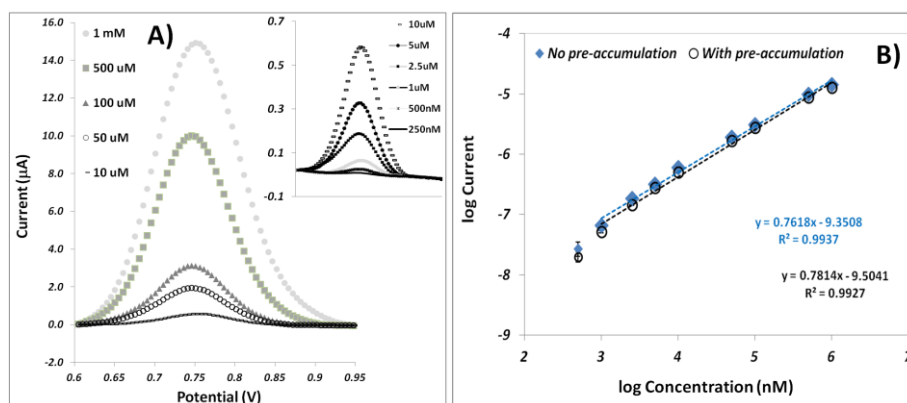 A)
16.0
14.0
12.0
10.0
8.0
6.0
4.0
2.0
0.0
-2.0
Current (µA)
1 mM
500 uM
100 uM
50 uM
10 uM
0.6
0.65
0.7
0.75
0.8
0.85
0.9
0.95
Potential (V)
0.7
0.5
0.3
0.2
-0.1
10uM
5uM
2.5uM
1uM
500nM
250nM
B)
No pre-accumulation
With pre-accumulation
-4
-5
-6
-7
-8
-9
log Current
y = 0.7618x - 9.3508
R² = 0.9937
y = 0.7814x - 9.5041
R² = 0.9927
2
3
4
5
6
7
log Concentration (nM)